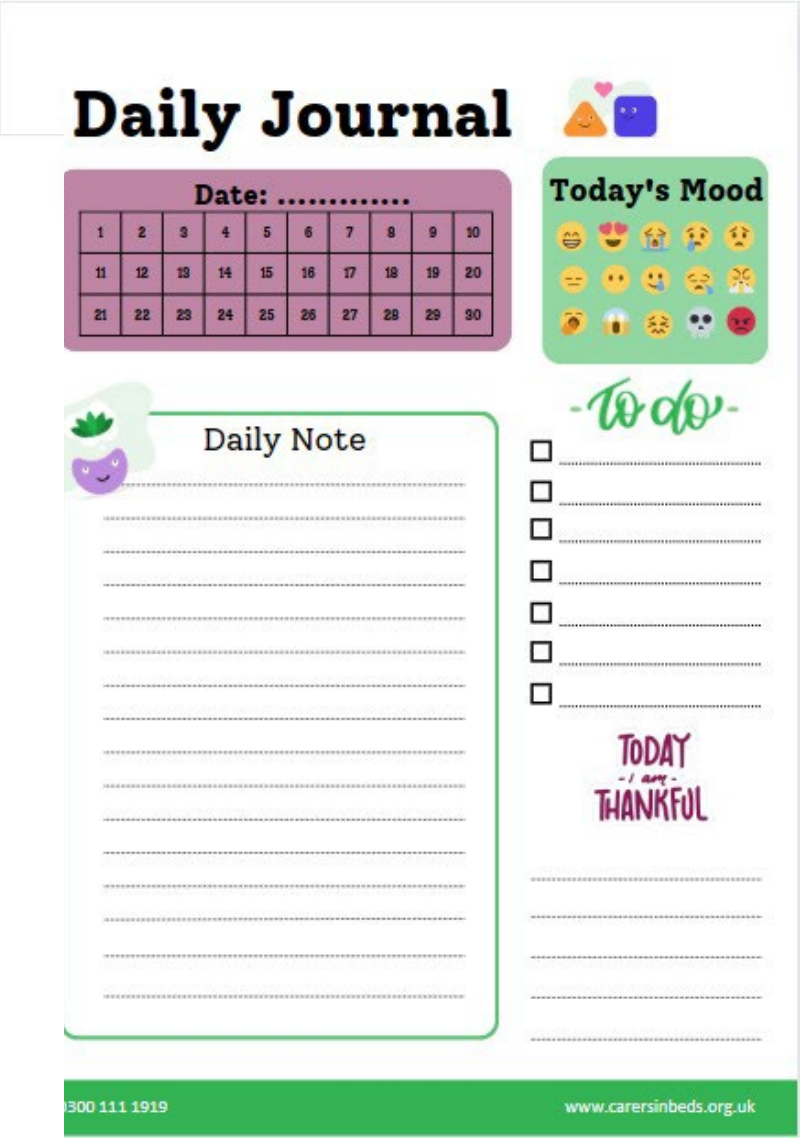 Daily Journal
Date: .............
1 2 3 4 5 6 7 8 9 10
11 12 13 14 15 16 17 18 19 20
21 22 23 24 25 26 27 28 29 30
Today's Mood
Daily Note
-To do-
TODAY
- I am -
THANKFUL
0300 111 1919
www.carersinbeds.org.uk